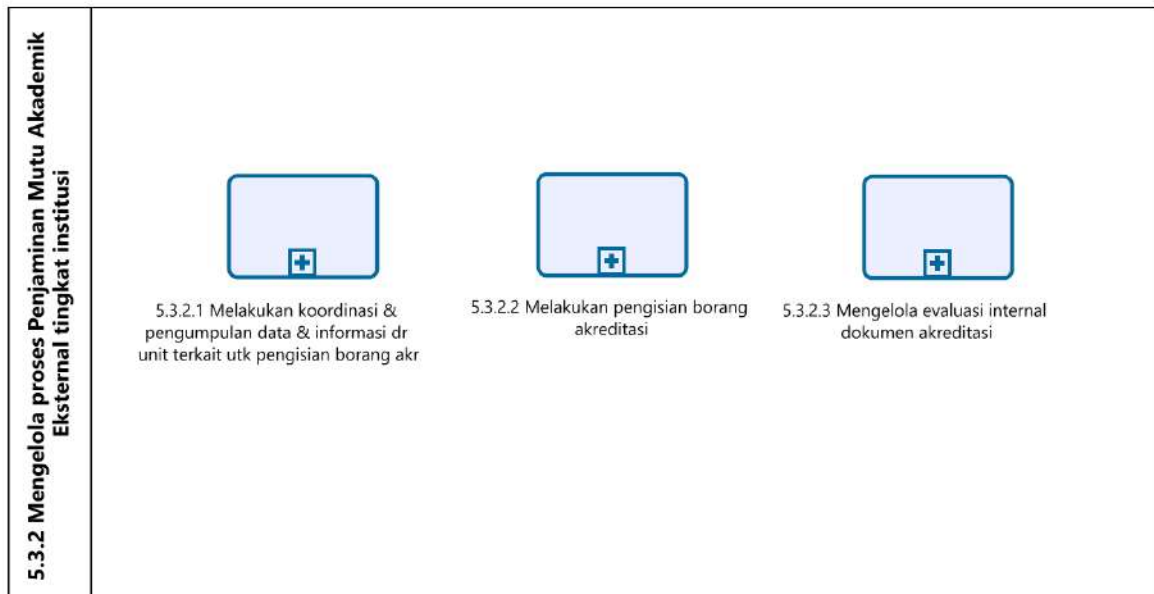 5.3.2 Mengelola proses Penjaminan Mutu Akademik
Eksternal tingkat institusi
5.3.2.1 Melakukan koordinasi &
pengumpulan data & informasi dr
unit terkait utk pengisian borang akr
5.3.2.2 Melakukan pengisian borang
akreditasi
5.3.2.3 Mengelola evaluasi internal
dokumen akreditasi